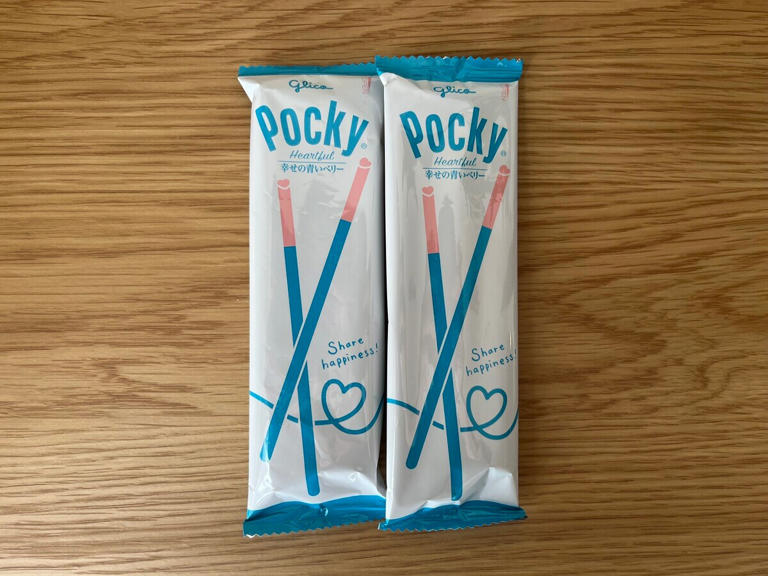 Glico
Pocky®
Heartful
幸せの青いベリー
Share
happiness!
Glico
Pocky®
Heartful
幸せの青いベリー
Share
happiness!